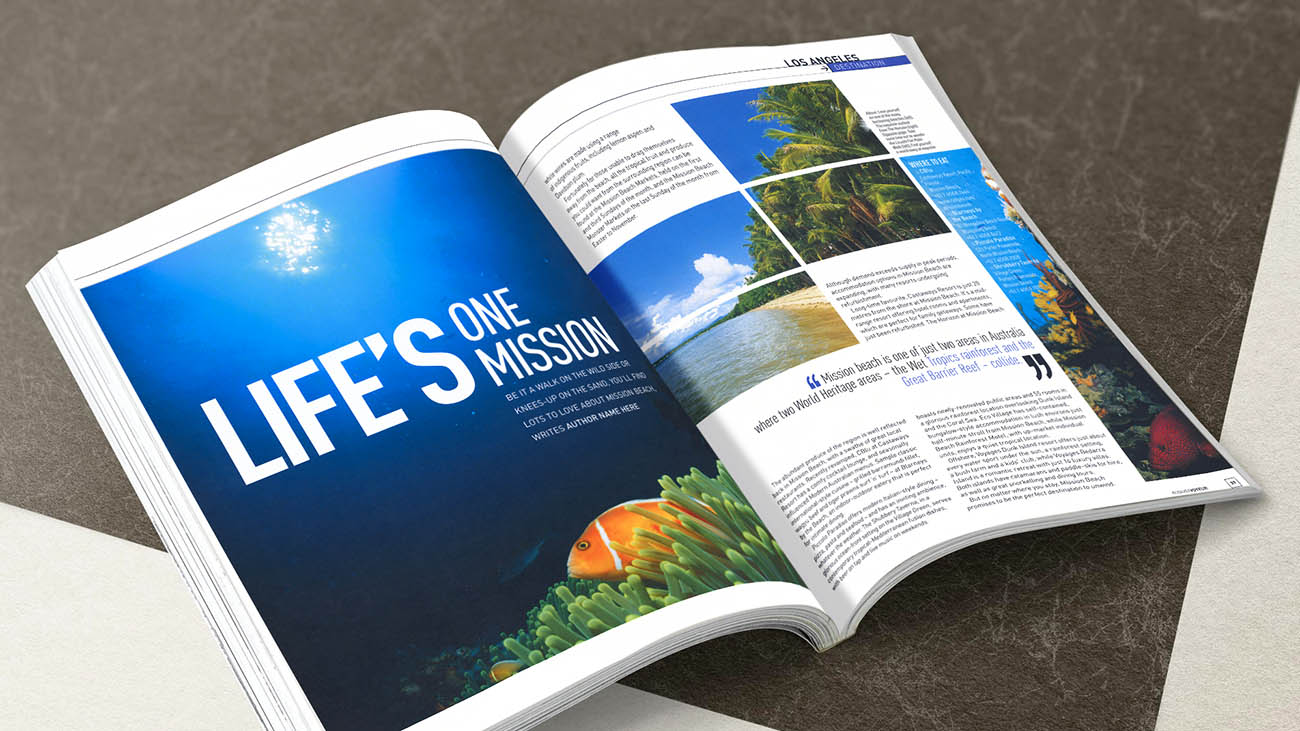 LIFE'S
ONE
MISSION
BE IT A WALK ON THE WILD SIDE OR
KNEES-UP ON THE SAND, YOU'LL FIND
LOTS TO LOVE ABOUT MISSION BEACH,
WRITES AUTHOR NAME HERE
LOS ANGELES
DESTINATION
while wines are made using a range
of indigenous fruits, including lemon aspen and
Davidson plum.
Fortunately for those unable to drag themselves
away from the beach, all the tropical fruit and produce
you could want from the surrounding region can be
found at the Mission Beach Markets, held on the first
and third Sundays of the month, and the Mission Beach
Monster Markets on the last Sunday of the month from
Easter to November.
WHERE TO EAT
Although demand exceeds supply in peak periods,
accommodation options in Mission Beach are
expanding, with many reports undergoing
refurbishment.
Long-time favourite, Castaways Resort is just 20
metres from the shore at Mission Beach. It's a mid-
range resort offering hotel rooms and apartments,
which are perfect for family getaways. Some have
just been refurbished. The Horizon at Mission Beach
“ Mission beach is one of just two areas in Australia
where two World Heritage areas – the Wet Tropics rainforest and the
Great Barrier Reef – collide. ”
The abundant produce of the region is well reflected
back in Mission Beach, with a swathe of great local
restaurants. Recently revamped, CBlu at Castaways
Resort has a comfy cocktail lounge, and seasonally
influenced Modern Australian menus. Sample classic
international-style cuisine – grilled barramundi fillet,
wagyu beef and tiger prawns surf 'n' turf – at Blarneys
by the Beach, an indoor-outdoor eatery that is perfect
for intimate dining.
Piccolo Paradiso offers modern Italian-style dining –
pizza, pasta and seafood – and has an inviting ambience,
whatever the weather. The Shubbery Taverna, in a
glorious ocean-front setting on the Village Green, serves
contemporary tropical-Mediterranean fusion dishes,
with beer on tap and live music on weekends
boasts newly-renovated public areas and 55 rooms in
a glorious rainforest location overlooking Dunk Island
and the Coral Sea. Eco Village has self-contained,
bungalow-style accommodation in lush environs just
half-minute stroll from Mission Beach, while Mission
Beach Rainforest Motel, with up-market individual
units, enjoys a quiet tropical location.
Offshore, Voyages Dunk Island resort offers just about
every water sport under the sun, a rainforest setting,
a bush farm and a kids' club, while Voyages Bedarra
Island is a romantic retreat with just 16 luxury villas.
Both islands have catamarans and paddle-skis for hire,
as well as great snorkelling and diving tours.
But no matter where you stay, Mission Beach
promises to be the perfect destination to unwind.